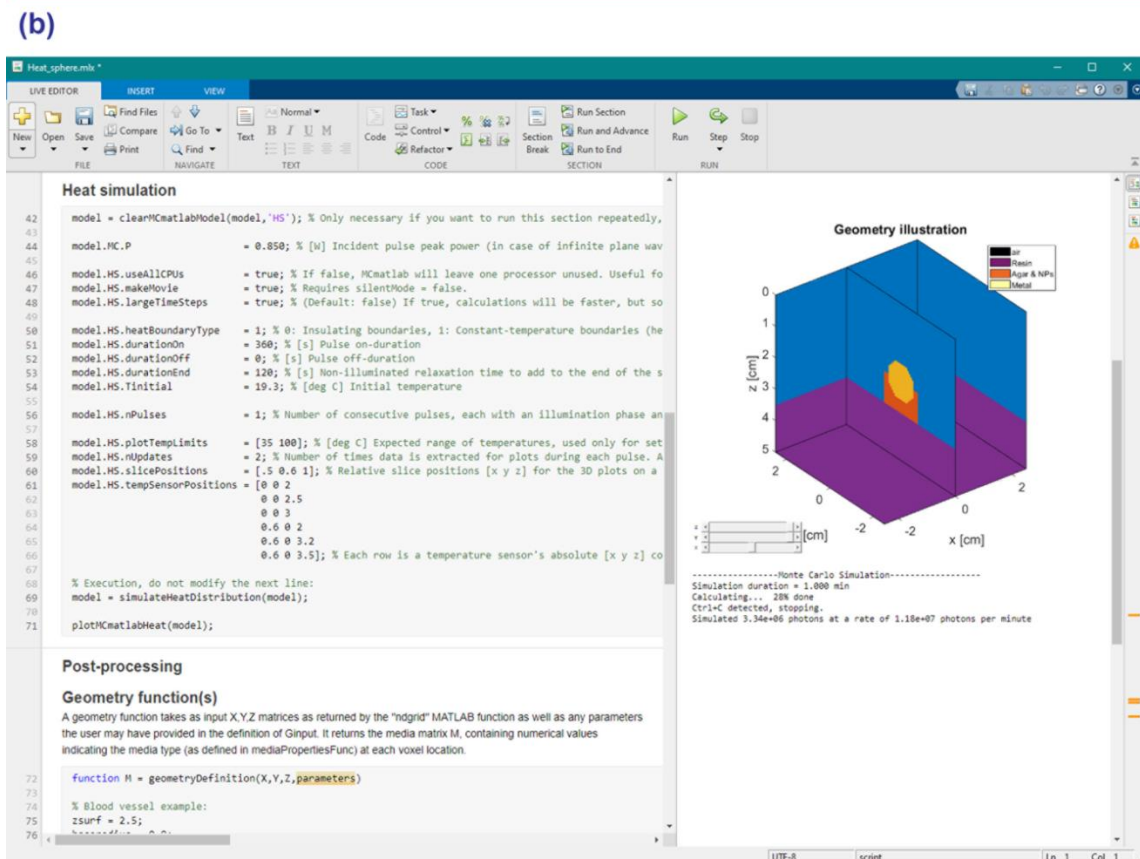 (b)
Heat_sphere.mlx *
LIVE EDITOR INSERT VIEW
New Open Save Find Files Compare Print
FILE
Go To Find
NAVIGATE
Text Normal B I U M
TEXT
Code Task Control Refactor
CODE
Section Break Run Section Run and Advance Run to End
SECTION
Run Step Stop
RUN
Heat simulation
42 model = clearMCmatlabModel(model,'HS'); % Only necessary if you want to run this section repeatedly,
43
44 model.MC.P = 0.850; % [W] Incident pulse peak power (in case of infinite plane wav
45
46 model.HS.useAllCPUs = true; % If false, MCmatlab will leave one processor unused. Useful fo
47 model.HS.makeMovie = true; % Requires silentMode = false.
48 model.HS.largeTimeSteps = true; % (Default: false) If true, calculations will be faster, but so
49
50 model.HS.heatBoundaryType = 1; % 0: Insulating boundaries, 1: Constant-temperature boundaries (he
51 model.HS.durationOn = 360; % [s] Pulse on-duration
52 model.HS.durationOff = 0; % [s] Pulse off-duration
53 model.HS.durationEnd = 120; % [s] Non-illuminated relaxation time to add to the end of the s
54 model.HS.Tinitial = 19.3; % [deg C] Initial temperature
55
56 model.HS.nPulses = 1; % Number of consecutive pulses, each with an illumination phase an
57
58 model.HS.plotTempLimits = [35 100]; % [deg C] Expected range of temperatures, used only for set
59 model.HS.nUpdates = 2; % Number of times data is extracted for plots during each pulse. A
60 model.HS.slicePositions = [.5 0.6 1]; % Relative slice positions [x y z] for the 3D plots on a
61 model.HS.tempSensorPositions = [0 0 2
62 0 0 2.5
63 0 0 3
64 0.6 0 2
65 0.6 0 3.2
66 0.6 0 3.5]; % Each row is a temperature sensor's absolute [x y z] co
67
68 % Execution, do not modify the next line:
69 model = simulateHeatDistribution(model);
70
71 plotMCmatlabHeat(model);
Post-processing
Geometry function(s)
A geometry function takes as input X,Y,Z matrices as returned by the "ndgrid" MATLAB function as well as any parameters
the user may have provided in the definition of Ginput. It returns the media matrix M, containing numerical values
indicating the media type (as defined in mediaPropertiesFunc) at each voxel location.
72 function M = geometryDefinition(X,Y,Z,parameters)
73
74 % Blood vessel example:
75 zsurf = 2.5;
76
Geometry illustration
air
Resin
Agar & NPs
Metal
0
1
2
3
4
5
z [cm]
2
0
-2
[cm]
-2
0
2
x [cm]
-----------------Monte Carlo Simulation-----------------
Simulation duration = 1.000 min
Calculating... 28% done
Ctrl+C detected, stopping.
Simulated 3.34e+06 photons at a rate of 1.18e+07 photons per minute
UTF-8 script Ln 1 Col 1